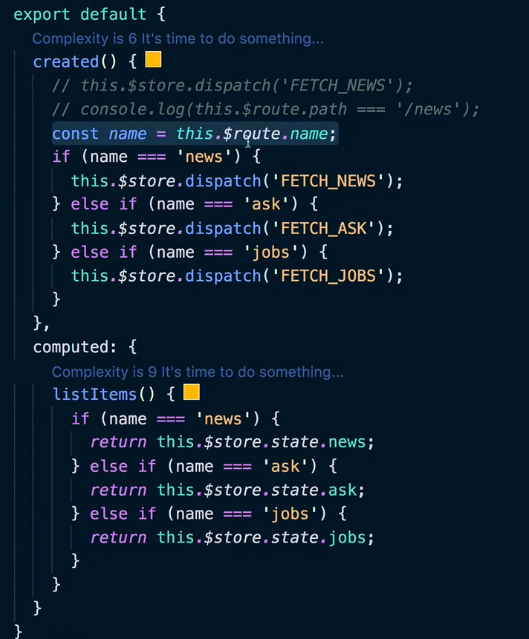 export default {
Complexity is 6 It's time to do something...
created() {
// this.$store.dispatch('FETCH_NEWS');
// console.log(this.$route.path === '/news');
const name = this.$route.name;
if (name === 'news') {
this.$store.dispatch('FETCH_NEWS');
} else if (name === 'ask') {
this.$store.dispatch('FETCH_ASK');
} else if (name === 'jobs') {
this.$store.dispatch('FETCH_JOBS');
}
},
computed: {
Complexity is 9 It's time to do something...
listItems() {
if (name === 'news') {
return this.$store.state.news;
} else if (name === 'ask') {
return this.$store.state.ask;
} else if (name === 'jobs') {
return this.$store.state.jobs;
}
}
}
}